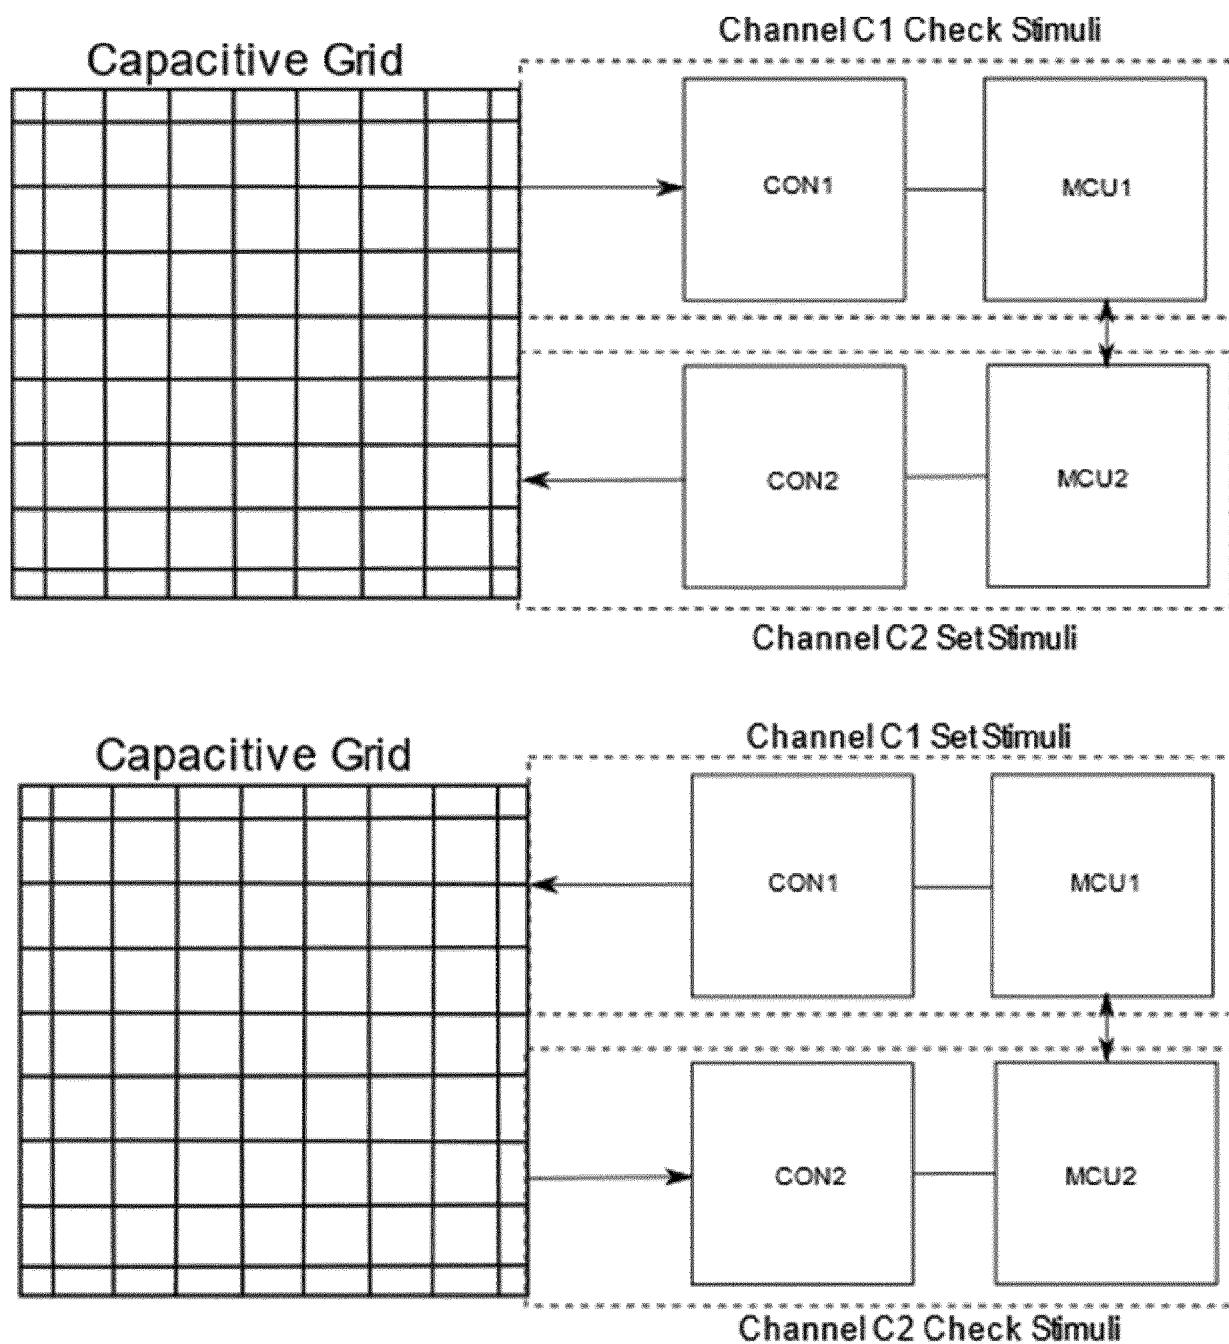 Channel C1 Check Stimuli
Capacitive Grid
CON1
MCU1
CON2
MCU2
Channel C2 Set Stimuli
Channel C1 Set Stimuli
Capacitive Grid
CON1
MCU1
CON2
MCU2
Channel C2 Check Stimuli